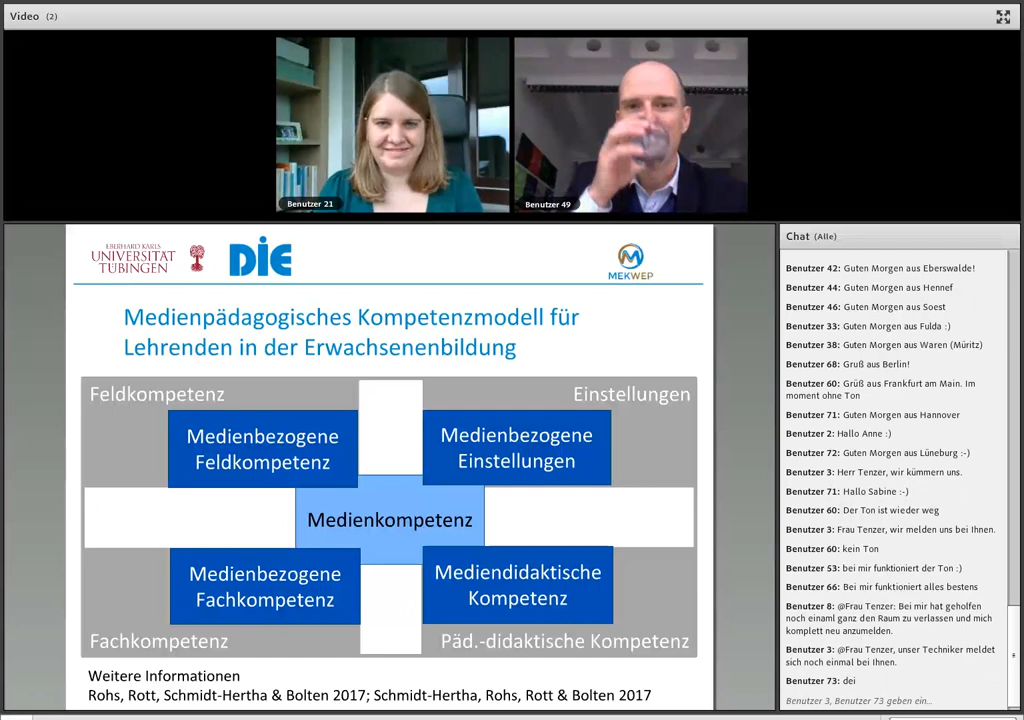 Video (2)
Benutzer 21
Benutzer 49
EBERHARD KARLS
UNIVERSITÄT
TÜBINGEN
DIE
MEKWEP
Medienpädagogisches Kompetenzmodell für
Lehrenden in der Erwachsenenbildung
Feldkompetenz
Einstellungen
Medienbezogene
Feldkompetenz
Medienbezogene
Einstellungen
Medienkompetenz
Medienbezogene
Fachkompetenz
Mediendidaktische
Kompetenz
Fachkompetenz
Päd.-didaktische Kompetenz
Weitere Informationen
Rohs, Rott, Schmidt-Hertha & Bolten 2017; Schmidt-Hertha, Rohs, Rott & Bolten 2017
Chat (Alle)
Benutzer 42: Guten Morgen aus Eberswalde!
Benutzer 44: Guten Morgen aus Hennef
Benutzer 46: Guten Morgen aus Soest
Benutzer 33: Guten Morgen aus Fulda :)
Benutzer 38: Guten Morgen aus Waren (Müritz)
Benutzer 68: Gruß aus Berlin!
Benutzer 60: Grüß aus Frankfurt am Main. Im
moment ohne Ton
Benutzer 71: Guten Morgen aus Hannover
Benutzer 2: Hallo Anne :)
Benutzer 72: Guten Morgen aus Lüneburg :-)
Benutzer 3: Herr Tenzer, wir kümmern uns.
Benutzer 71: Hallo Sabine :-)
Benutzer 60: Der Ton ist wieder weg
Benutzer 3: Frau Tenzer, wir melden uns bei Ihnen.
Benutzer 60: kein Ton
Benutzer 53: bei mir funktioniert der Ton :)
Benutzer 66: Bei mir funktioniert alles bestens
Benutzer 8: @Frau Tenzer: Bei mir hat geholfen
noch einaml ganz den Raum zu verlassen und mich
komplett neu anzumelden.
Benutzer 3: @Frau Tenzer, unser Techniker meldet
sich noch einmal bei Ihnen.
Benutzer 73: dei
Benutzer 3, Benutzer 73 geben ein...